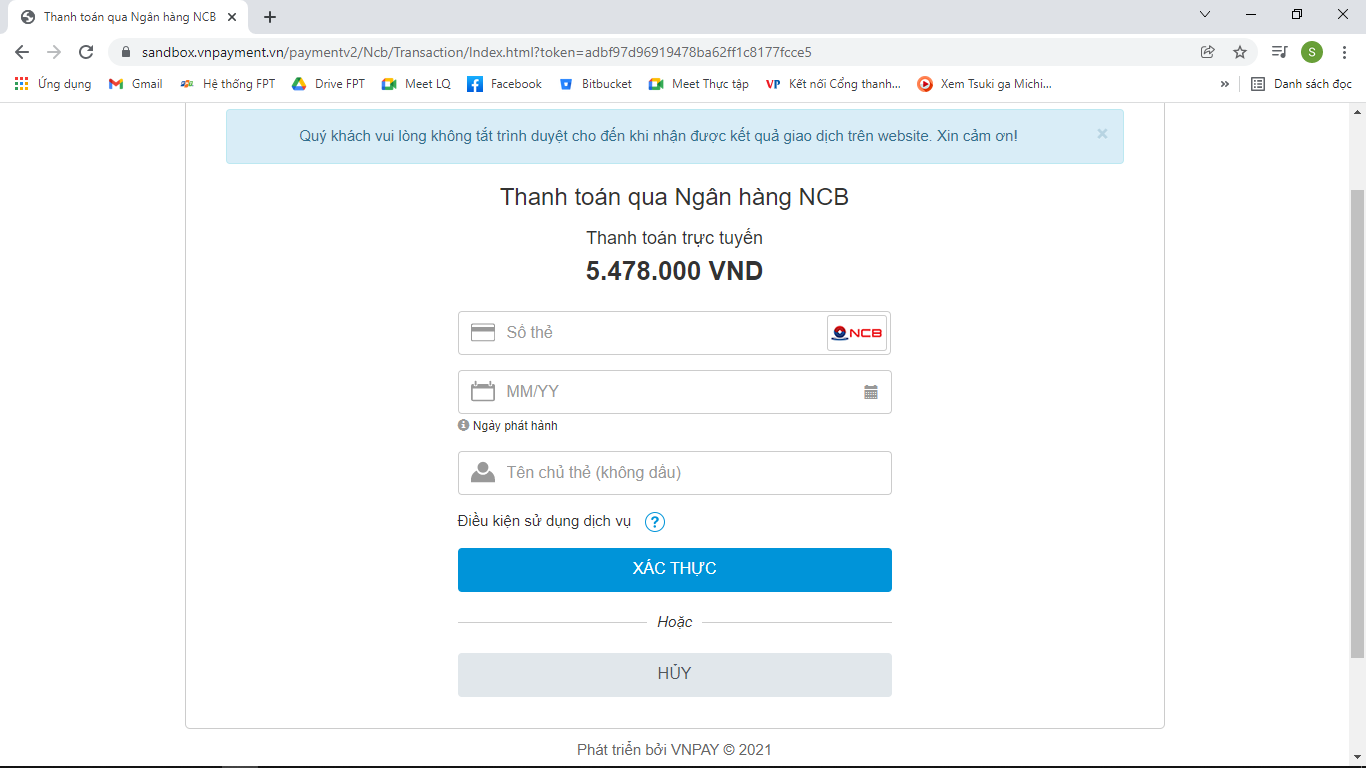 Thanh toán qua Ngân hàng NCB
sandbox.vnpayment.vn/paymentv2/Ncb/Transaction/Index.html?token=adbf97d96919478ba62ff1c8177fcce5
S
Ứng dụng Gmail Hệ thống FPT Drive FPT Meet LQ Facebook Bitbucket Meet Thực tập VP Kết nối Cổng thanh... Xem Tsuki ga Michi... » Danh sách đọc
Quý khách vui lòng không tắt trình duyệt cho đến khi nhận được kết quả giao dịch trên website. Xin cảm ơn! ×
Thanh toán qua Ngân hàng NCB
Thanh toán trực tuyến
5.478.000 VND
Số thẻ NCB
MM/YY
Ngày phát hành
Tên chủ thẻ (không dấu)
Điều kiện sử dụng dịch vụ ?
XÁC THỰC
Hoặc
HỦY
Phát triển bởi VNPAY © 2021